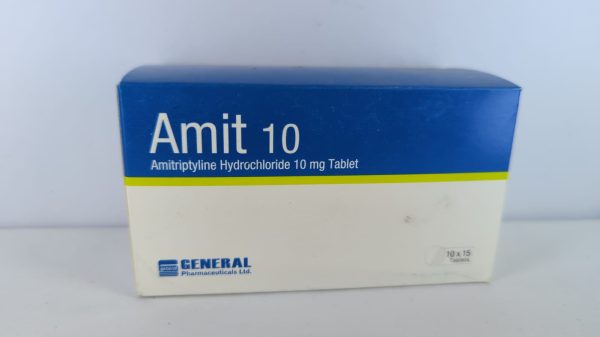 Amit 10
Amitriptyline Hydrochloride 10 mg Tablet
GENERAL
Pharmaceuticals Ltd.
10 x 15
Tablets